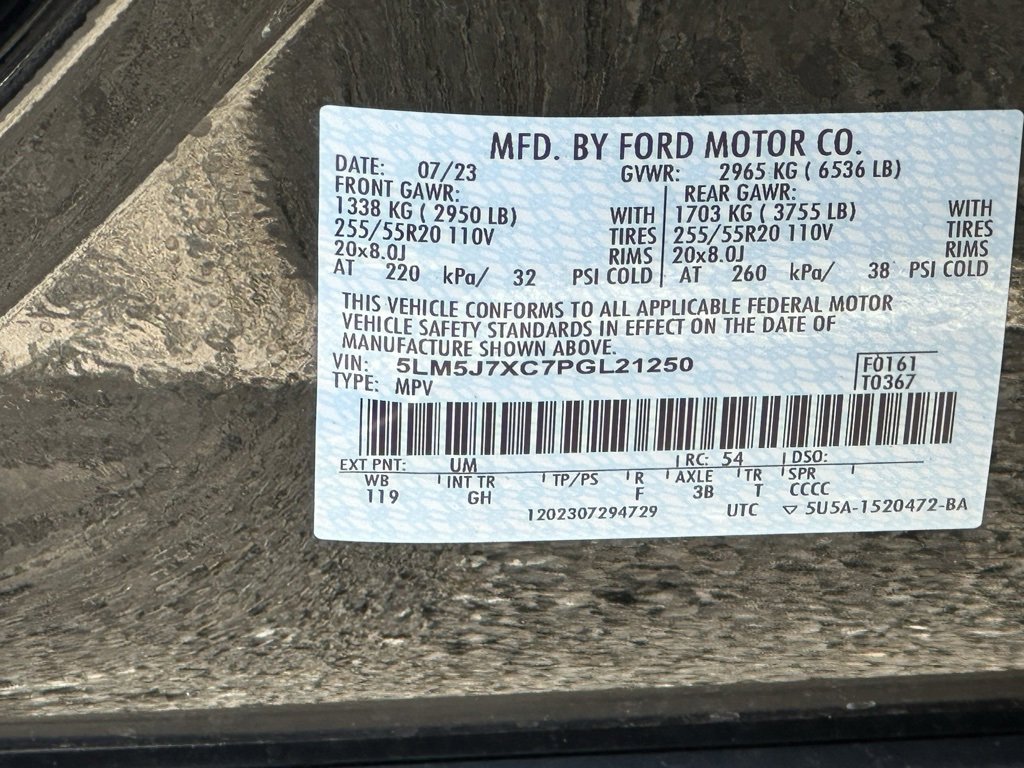 MFD. BY FORD MOTOR CO.
DATE: 07/23 GVWR: 2965 KG ( 6536 LB)
FRONT GAWR: REAR GAWR:
1338 KG ( 2950 LB) WITH 1703 KG ( 3755 LB) WITH
255/55R20 110V TIRES 255/55R20 110V TIRES
20x8.0J RIMS 20x8.0J RIMS
AT 220 kPa/ 32 PSI COLD AT 260 kPa/ 38 PSI COLD
THIS VEHICLE CONFORMS TO ALL APPLICABLE FEDERAL MOTOR
VEHICLE SAFETY STANDARDS IN EFFECT ON THE DATE OF
MANUFACTURE SHOWN ABOVE.
VIN: 5LM5J7XC7PGL21250 F0161
TYPE: MPV T0367
EXT PNT: UM RC: 54 DSO:
WB INT TR TP/PS R AXLE TR SPR
119 GH F 3B T CCCC
1202307294729 UTC ▽ 5U5A-1520472-BA